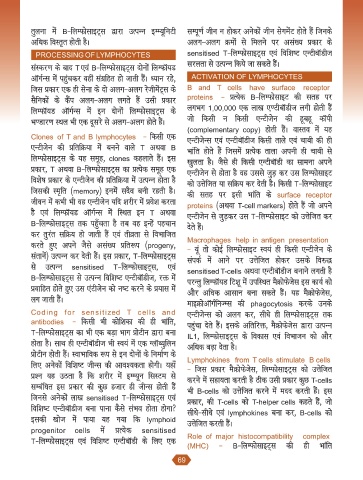 तुलना में B-लिम्फोसाइट्स द्वारा उत्पन्न इम्यूनिटी
अधिक विस्तृत होती है।
PROCESSING OF LYMPHOCYTES
संस्करण के बाद T एवं B-लिम्फोसाइट्स दोनों लिम्फॉयड
ऑर्गन्स में पहुंचकर वहीं संग्रहित हो जाती हैं। ध्यान रहे,
जिस प्रकार एक ही सेना के दो अलग-अलग रेजीमेंट्स के
सैनिकों के कैंप अलग-अलग लगते हैं उसी प्रकार
लिम्फॉयड ऑर्गन्स में इन दोनों लिम्फोसाइट्स के
भण्डारण स्थल भी एक दूसरे से अलग-अलग होते हैं।
Clones of T and B lymphocytes – किसी एक
एन्टीजेन की प्रतिक्रिया में बनने वाले T अथवा B
लिम्फोसाइट्स के यह समूह, clones कहलाते हैं। इस
प्रकार, T अथवा B-लिम्फोसाइट्स का प्रत्येक समूह एक
विशेष प्रकार के एन्टीजेन की प्रतिक्रिया में उत्पन्न होता है
जिसकी स्मृति (memory) इनमें सदैव बनी रहती है।
जीवन में कभी भी वह एन्टीजेन यदि शरीर में प्रवेश करता
है एवं लिम्फॉयड ऑर्गन्स में स्थित इन T अथवा
B-लिम्फोसाइट्स तक पहुँचता है तब वह इन्हें पहचान
कर तुरंत सक्रिय हो जाती हैं एवं तीव्रता से विभाजित
करते हुए अपने जैसे असंख्य प्रतिरूप (progeny,
संतानें) उत्पन्न कर देती हैं। इस प्रकार, T-लिम्फोसाइट्स
से उत्पन्न sensitised T-लिम्फोसाइट्स, एवं
B-लिम्फोसाइट्स से उत्पन्न विशिष्ट एन्टीबॉडीज, रक्त में
प्रवाहित होते हुए उस एंटीजेन को नष्ट करने के प्रयास में
लग जाती हैं।
Coding for sensitized T cells and
antibodies – किसी भी कोशिका की ही भाँति,
T-लिम्फोसाइट्स का भी एक बड़ा भाग प्रोटीन द्वारा बना
होता है। साथ ही एन्टीबॉडीज भी स्वयं में एक ग्लोब्युलिन
प्रोटीन होती हैं। स्वाभाविक रूप से इन दोनों के निर्माण के
लिए अनेकों विशिष्ट जीन्स की आवश्यकता होगी। यहाँ
प्रश्न यह उठता है कि शरीर में इम्यून सिस्टम से
सम्बंधित इस प्रकार की कुछ हजार ही जीन्स होती हैं
जिनसे अनेकों लाख sensitised T-लिम्फोसाइट्स एवं
विशिष्ट एन्टीबॉडीज बना पाना कैसे संभव होता होगा?
इसकी खोज में पाया यह गया कि lymphoid
progenitor cells में प्रत्येक sensitised
T-लिम्फोसाइट्स एवं विशिष्ट एन्टीबॉडी के लिए एक
सम्पूर्ण जीन न होकर अनेकों जीन सेगमेंट होते हैं जिनके
अलग-अलग क्रमों से मिलने पर असंख्य प्रकार के
sensitised T-लिम्फोसाइट्स एवं विशिष्ट एन्टीबॉडीज
सरलता से उत्पन्न किये जा सकते हैं।
ACTIVATION OF LYMPHOCYTES
B and T cells have surface receptor
proteins – प्रत्येक B-लिम्फोसाइट की सतह पर
लगभग 1,00,000 एक लाख एन्टीबॉडीज लगी होती हैं
जो किसी न किसी एन्टीजेन की हूबहू कॉपी
(complementary copy) होती हैं। वास्तव में यह
एन्टीजेन्स एवं एन्टीबॉडीज किसी ताले एवं चाबी की ही
भांति होते हैं जिनमें प्रत्येक ताला अपनी ही चाबी से
खुलता है। जैसे ही किसी एन्टीबॉडी का सामना अपने
एन्टीजेन से होता है वह उससे जुड़ कर उस लिम्फोसाइट
को उत्तेजित या सक्रिय कर देती है। किसी T-लिम्फोसाइट
की सतह पर इसी भांति के surface receptor
proteins (अथवा T-cell markers) होते हैं जो अपने
एन्टीजेन्स से जुड़कर उस T-लिम्फोसाइट को उत्तेजित कर
देते हैं।
Macrophages help in antigen presentation
– यूं तो कोई लिम्फोसाइट स्वयं ही किसी एन्टीजेन के
संपर्क में आने पर उत्तेजित होकर उसके विरुद्ध
sensitised T-cells अथवा एन्टीबॉडीज बनाने लगती है
परन्तु लिम्फॉयड टिशू में उपस्थित मैक्रोफेजेस इस कार्य को
और अधिक आसान बना सकते हैं। यह मैक्रोफेजेस,
माइक्रोऑर्गेनिज्म्स की phagocytosis करके उनके
एन्टीजेन्स को अलग कर, सीधे ही लिम्फोसाइट्स तक
पहुंचा देते हैं। इसके अतिरिक्त, मैक्रोफेजेस द्वारा उत्पन्न
IL1, लिम्फोसाइट्स के विकास एवं विभाजन को और
अधिक बढ़ा देता है।
Lymphokines from T cells stimulate B cells
– जिस प्रकार मैक्रोफेजेस, लिम्फोसाइट्स को उत्तेजित
करने में सहायता करती हैं ठीक उसी प्रकार कुछ T-cells
भी B-cells को उत्तेजित करने में मदद करती हैं। इस
प्रकार, की T-cells को T-helper cells कहते हैं, जो
सीधे-सीधे एवं lymphokines बना कर, B-cells को
उत्तेजित करती हैं।
Role of major histocompatibility complex
(MHC) – B-लिम्फोसाइट्स की ही भांति
69